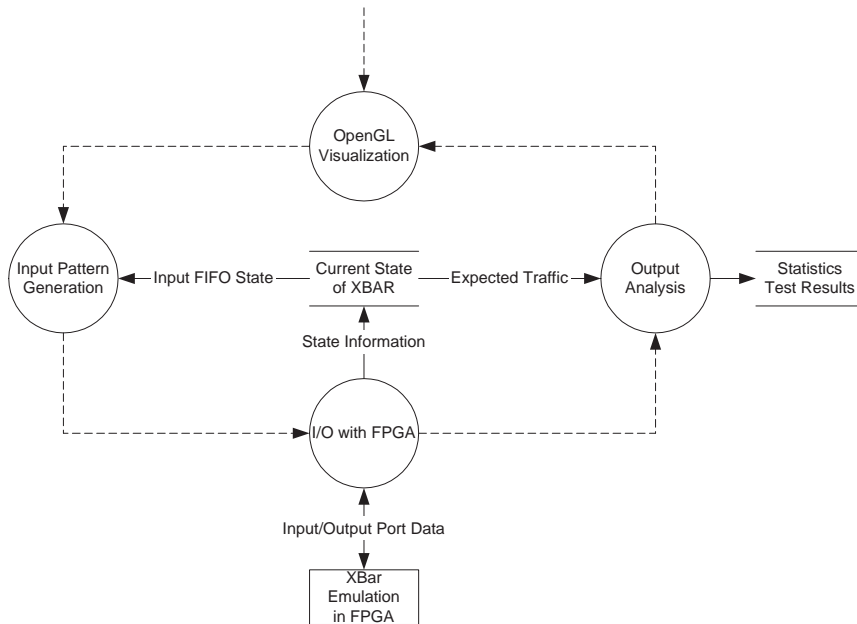 OpenGL
Visualization
Input Pattern
Generation
Input FIFO State
Current State
of XBAR
Expected Traffic
Output
Analysis
Statistics
Test Results
State Information
I/O with FPGA
Input/Output Port Data
XBar
Emulation
in FPGA